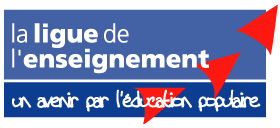 la ligue de
l'enseignement
un avenir par l'éducation populaire